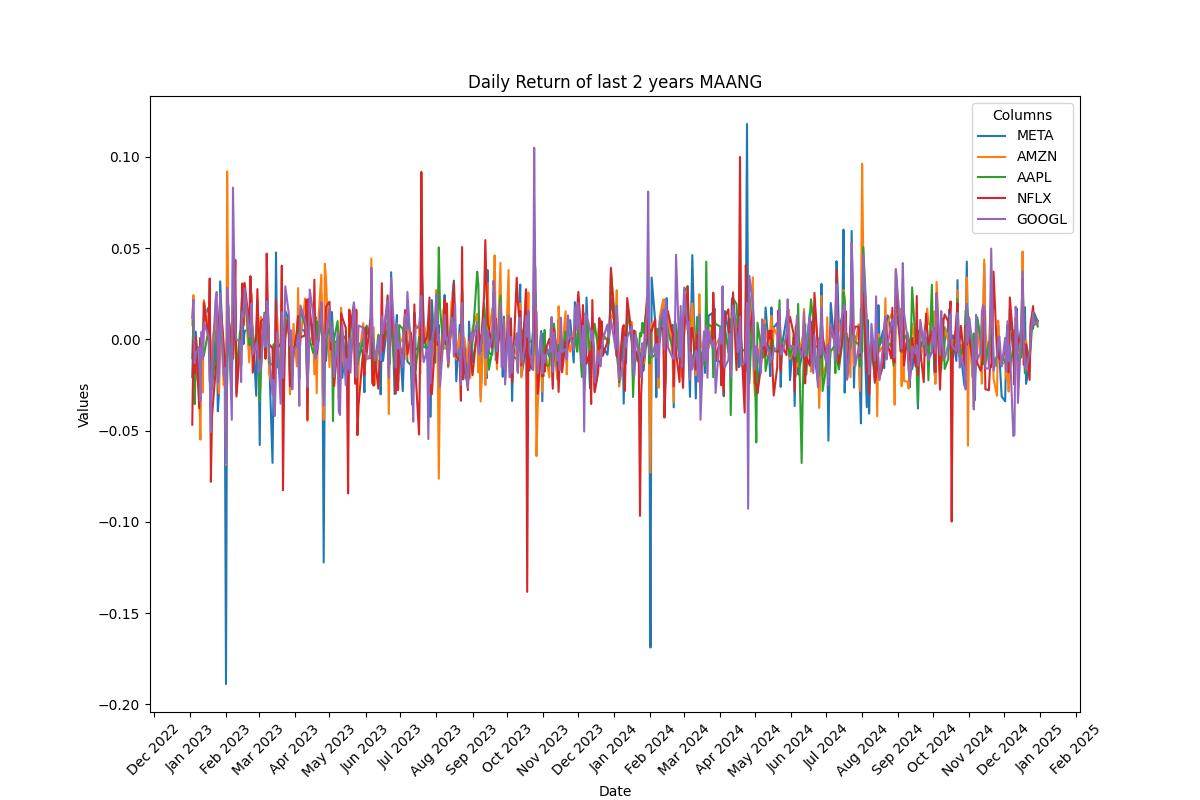 Daily Return of last 2 years MAANG
Columns
META
AMZN
AAPL
NFLX
GOOGL
0.10
0.05
0.00
−0.05
−0.10
−0.15
−0.20
Values
Dec 2022
Jan 2023
Feb 2023
Mar 2023
Apr 2023
May 2023
Jun 2023
Jul 2023
Aug 2023
Sep 2023
Oct 2023
Nov 2023
Dec 2023
Jan 2024
Feb 2024
Mar 2024
Apr 2024
May 2024
Jun 2024
Jul 2024
Aug 2024
Sep 2024
Oct 2024
Nov 2024
Dec 2024
Jan 2025
Feb 2025
Date